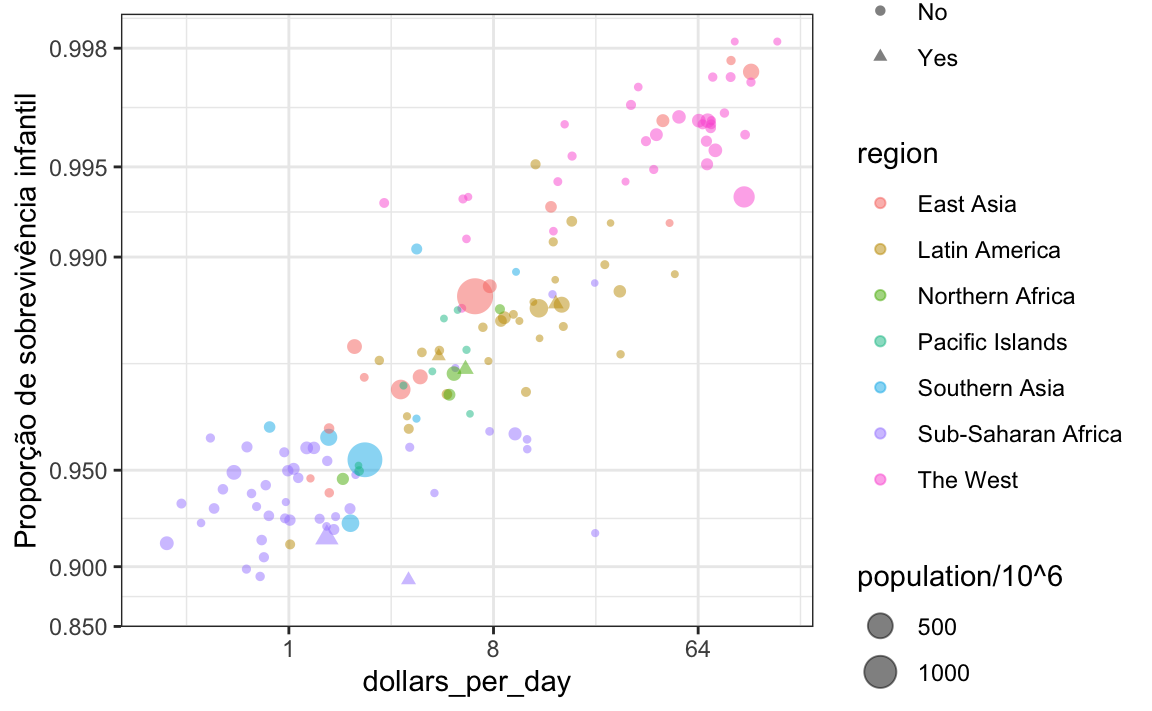 No
Yes
region
East Asia
Latin America
Northern Africa
Pacific Islands
Southern Asia
Sub-Saharan Africa
The West
population/10^6
500
1000
Proporção de sobrevivência infantil
0.998
0.995
0.990
0.950
0.900
0.850
1 8 64
dollars_per_day